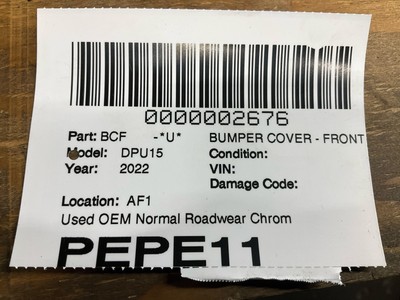 0000002676
Part: BCF -*U* BUMPER COVER - FRONT
Model: DPU15 Condition:
Year: 2022 VIN:
Damage Code:
Location: AF1
Used OEM Normal Roadwear Chrom
PEPE11